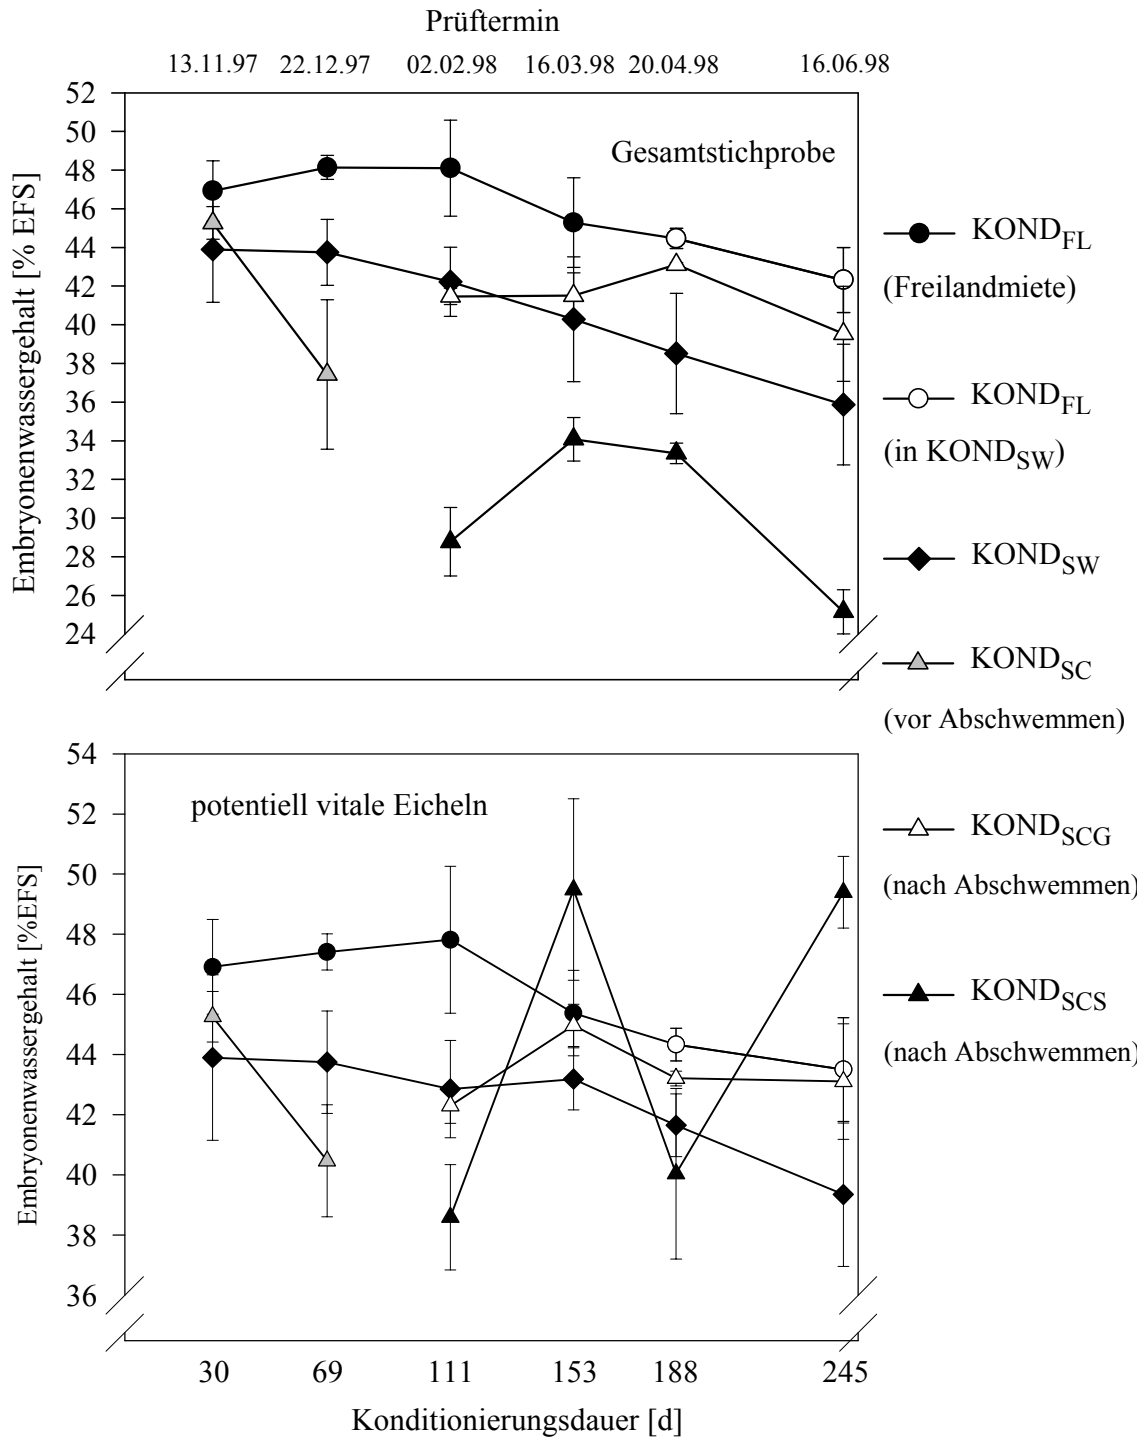 Prüftermin
13.11.97 22.12.97 02.02.98 16.03.98 20.04.98 16.06.98
Embryonenwassergehalt [% EFS]
52
50
48
46
44
42
40
38
36
34
32
30
28
26
24
Gesamtstichprobe
KOND_FL
(Freilandmiete)
KOND_FL
(in KOND_SW)
KOND_SW
KOND_SC
(vor Abschwemmen)
KOND_SCG
(nach Abschwemmen)
KOND_SCS
(nach Abschwemmen)
Embryonenwassergehalt [%EFS]
54
52
50
48
46
44
42
40
38
36
potentiell vitale Eicheln
30 69 111 153 188 245
Konditionierungsdauer [d]